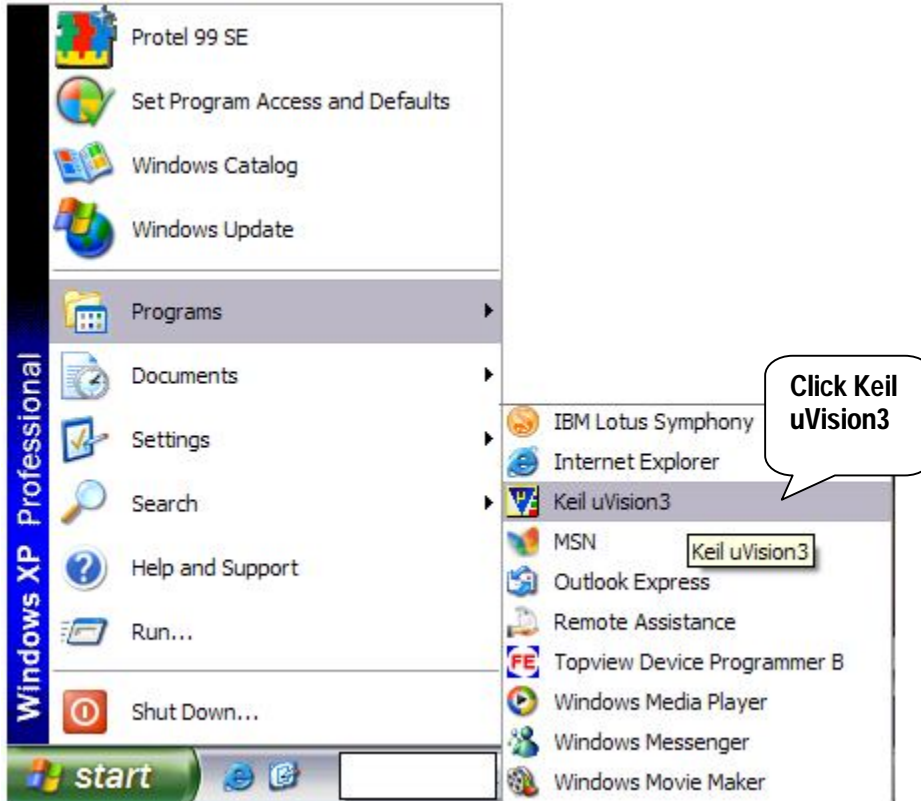 Protel 99 SE
Set Program Access and Defaults
Windows Catalog
Windows Update
Programs
Documents
Settings
Search
Help and Support
Run...
Shut Down...
Windows XP Professional
start
IBM Lotus Symphony
Internet Explorer
Keil uVision3
MSN
Keil uVision3
Outlook Express
Remote Assistance
FE
Topview Device Programmer B
Windows Media Player
Windows Messenger
Windows Movie Maker
Click Keil
uVision3